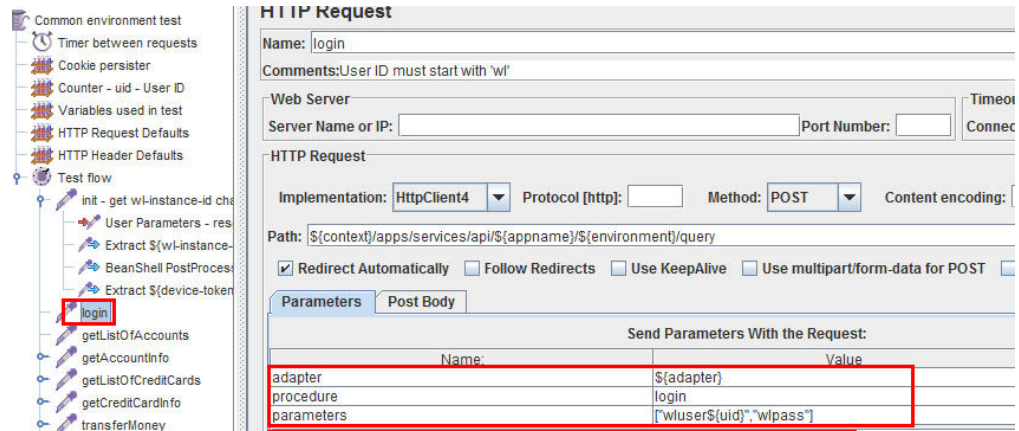 Common environment test
Timer between requests
Cookie persister
Counter - uid - User ID
Variables used in test
HTTP Request Defaults
HTTP Header Defaults
Test flow
init - get wl-instance-id cha
User Parameters - res
Extract ${wl-instance-
BeanShell PostProcess
Extract ${device-token
login
getListOfAccounts
getAccountInfo
getListOfCreditCards
getCreditCardInfo
transferMoney
HTTP Request
Name: login
Comments:User ID must start with 'wl'
Web Server
Timeou
Server Name or IP: Port Number: Connec
HTTP Request
Implementation: HttpClient4 Protocol [http]: Method: POST Content encoding:
Path: ${context}/apps/services/api/${appname}/${environment}/query
Redirect Automatically Follow Redirects Use KeepAlive Use multipart/form-data for POST
Parameters Post Body
Send Parameters With the Request:
Name: Value
adapter ${adapter}
procedure login
parameters ["wluser${uid}","wlpass"]